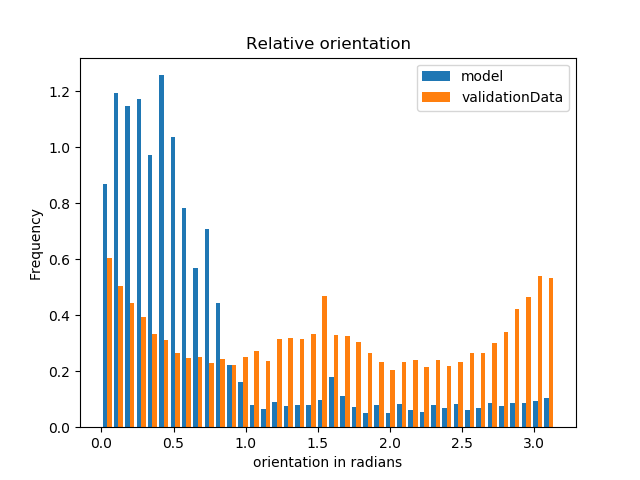 Relative orientation
model
validationData
Frequency
1.2
1.0
0.8
0.6
0.4
0.2
0.0
0.0 0.5 1.0 1.5 2.0 2.5 3.0
orientation in radians